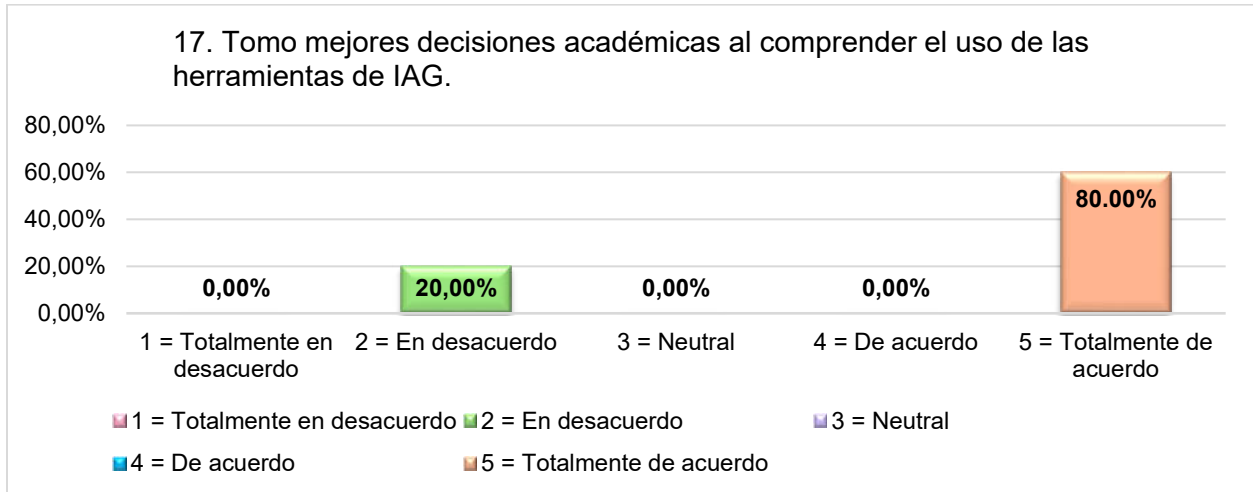 17. Tomo mejores decisiones académicas al comprender el uso de las
herramientas de IAG.
80,00%
60,00%
40,00%
20,00%
0,00%
0,00%
20,00%
0,00%
0,00%
80.00%
1 = Totalmente en
desacuerdo
2 = En desacuerdo
3 = Neutral
4 = De acuerdo
5 = Totalmente de
acuerdo
1 = Totalmente en desacuerdo
2 = En desacuerdo
3 = Neutral
4 = De acuerdo
5 = Totalmente de acuerdo